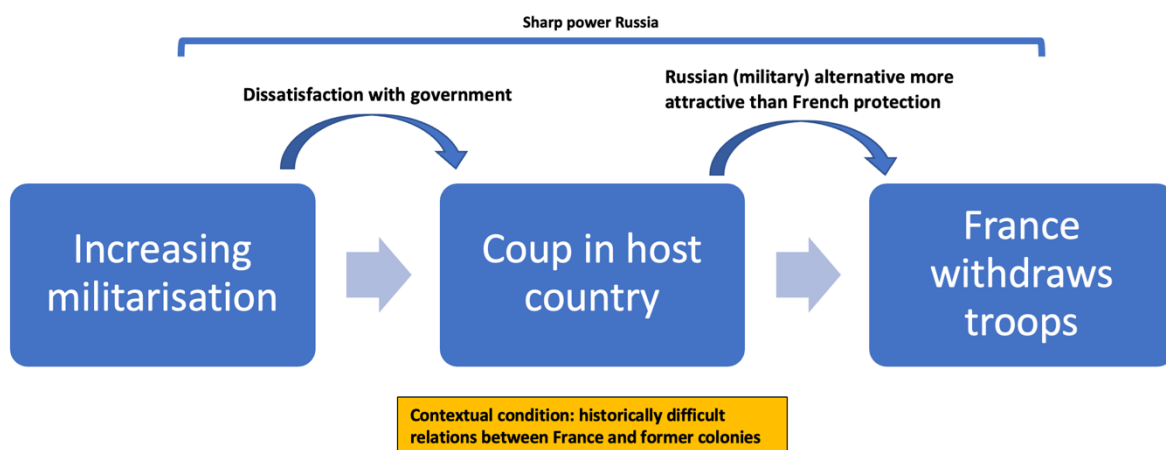 Sharp power Russia
Dissatisfaction with government
Russian (military) alternative more
attractive than French protection
Increasing
militarisation
Coup in host
country
France
withdraws
troops
Contextual condition: historically difficult
relations between France and former colonies